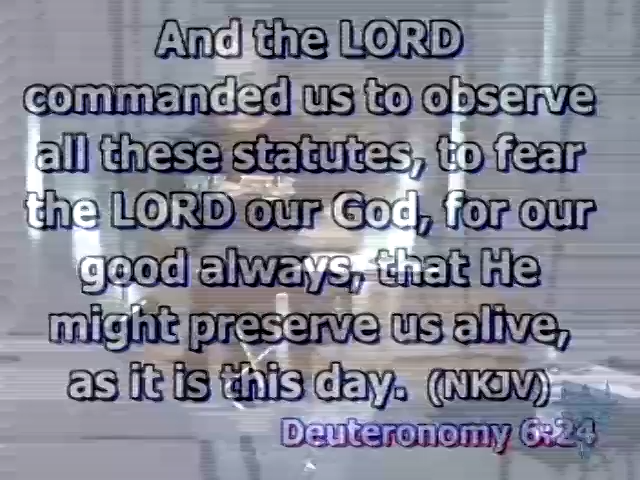 And the LORD
commanded us to observe
all these statutes, to fear
the LORD our God, for our
good always, that He
might preserve us alive,
as it is this day. (NKJV)
Deuteronomy 6:24